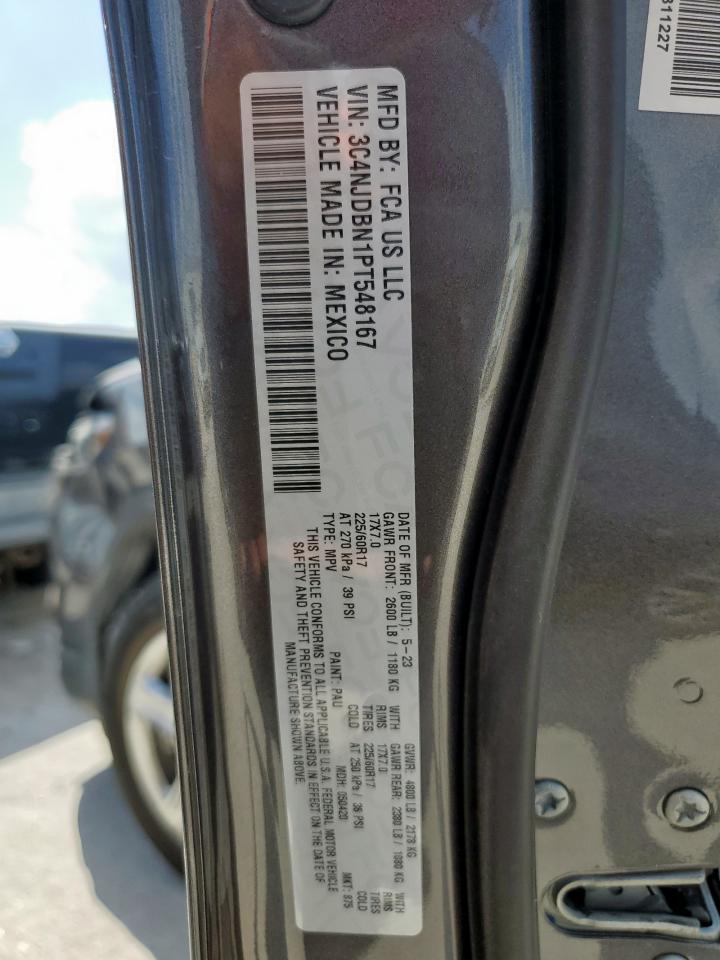 MFD BY: FCA US LLC
VIN: 3C4NJDBN1PT548167
VEHICLE MADE IN: MEXICO
DATE OF MFR (BUILT): 5-23 GVWR: 4800 LB / 2178 KG
GAWR FRONT: 2600 LB / 1180 KG WITH GAWR REAR: 2380 LB / 1080 KG WITH
17X7.0 RIMS 17X7.0 RIMS
225/60R17 TIRES 225/60R17 TIRES
AT 270 kPa / 39 PSI COLD AT 250 kPa / 36 PSI COLD
TYPE: MPV PAINT: PAU MDH: 050420 MKT: 875
THIS VEHICLE CONFORMS TO ALL APPLICABLE U.S.A. FEDERAL MOTOR VEHICLE
SAFETY AND THEFT PREVENTION STANDARDS IN EFFECT ON THE DATE OF
MANUFACTURE SHOWN ABOVE.
811227